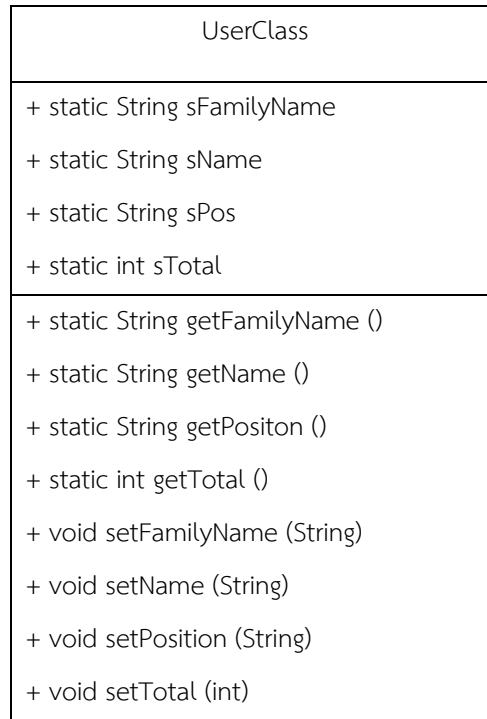 UserClass
+ static String sFamilyName
+ static String sName
+ static String sPos
+ static int sTotal
+ static String getFamilyName ()
+ static String getName ()
+ static String getPositon ()
+ static int getTotal ()
+ void setFamilyName (String)
+ void setName (String)
+ void setPosition (String)
+ void setTotal (int)